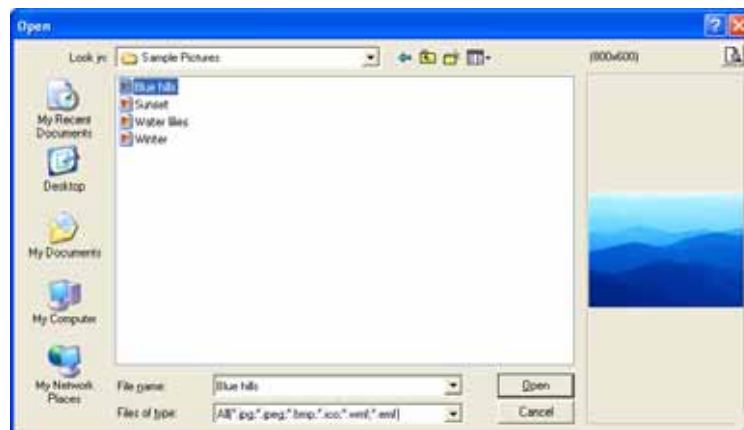 Open
Look in: Sample Pictures
(800x600)
Blue hills
Sunset
Water lilies
Winter
My Recent
Documents
Desktop
My Documents
My Computer
My Network
Places
File name: Blue hills
Open
Files of type: All(*.jpg;*.jpeg;*.bmp;*.ico;*.wmf;*.emf)
Cancel